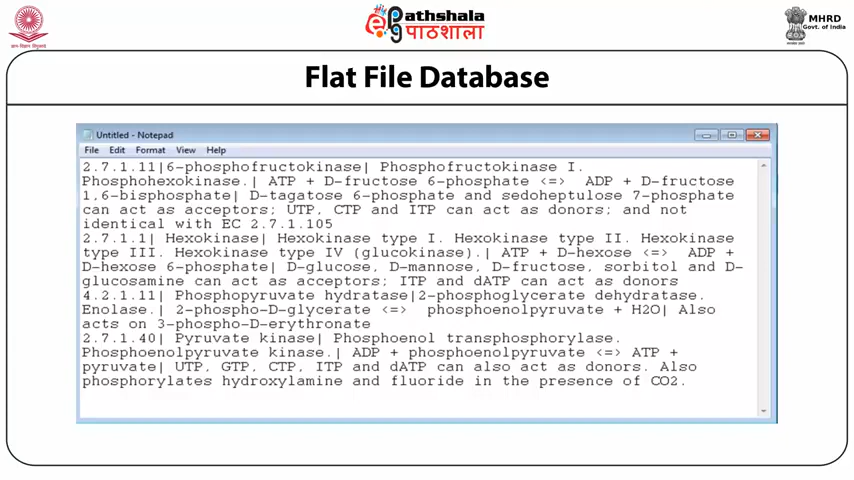 Pathshala
पाठशाला
MHRD
Govt. of India
Flat File Database
Untitled - Notepad
File Edit Format View Help
2.7.1.11|6-phosphofructokinase| Phosphofructokinase I.
Phosphohexokinase.| ATP + D-fructose 6-phosphate <=> ADP + D-fructose
1,6-bisphosphate| D-tagatose 6-phosphate and sedoheptulose 7-phosphate
can act as acceptors; UTP, CTP and ITP can act as donors; and not
identical with EC 2.7.1.105
2.7.1.1| Hexokinase| Hexokinase type I. Hexokinase type II. Hexokinase
type III. Hexokinase type IV (glucokinase).| ATP + D-hexose <=> ADP +
D-hexose 6-phosphate| D-glucose, D-mannose, D-fructose, sorbitol and D-
glucosamine can act as acceptors; ITP and dATP can act as donors
4.2.1.11| Phosphopyruvate hydratase|2-phosphoglycerate dehydratase.
Enolase.| 2-phospho-D-glycerate <=> phosphoenolpyruvate + H2O| Also
acts on 3-phospho-D-erythronate
2.7.1.40| Pyruvate kinase| Phosphoenol transphosphorylase.
Phosphoenolpyruvate kinase.| ADP + phosphoenolpyruvate <=> ATP +
pyruvate| UTP, GTP, CTP, ITP and dATP can also act as donors. Also
phosphorylates hydroxylamine and fluoride in the presence of CO2.